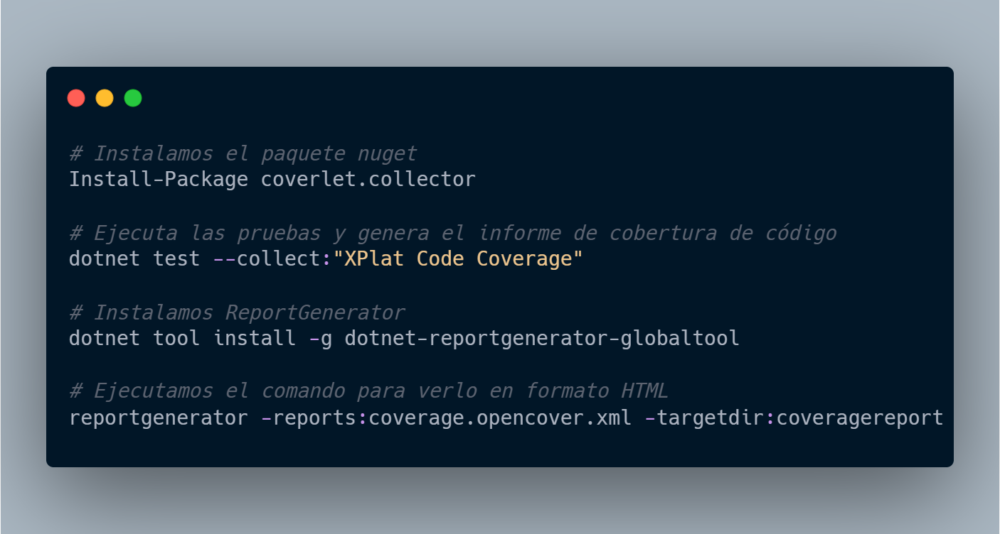 # Instalamos el paquete nuget
Install-Package coverlet.collector
# Ejecuta las pruebas y genera el informe de cobertura de código
dotnet test --collect:"XPlat Code Coverage"
# Instalamos ReportGenerator
dotnet tool install -g dotnet-reportgenerator-globaltool
# Ejecutamos el comando para verlo en formato HTML
reportgenerator -reports:coverage.opencover.xml -targetdir:coveragereport